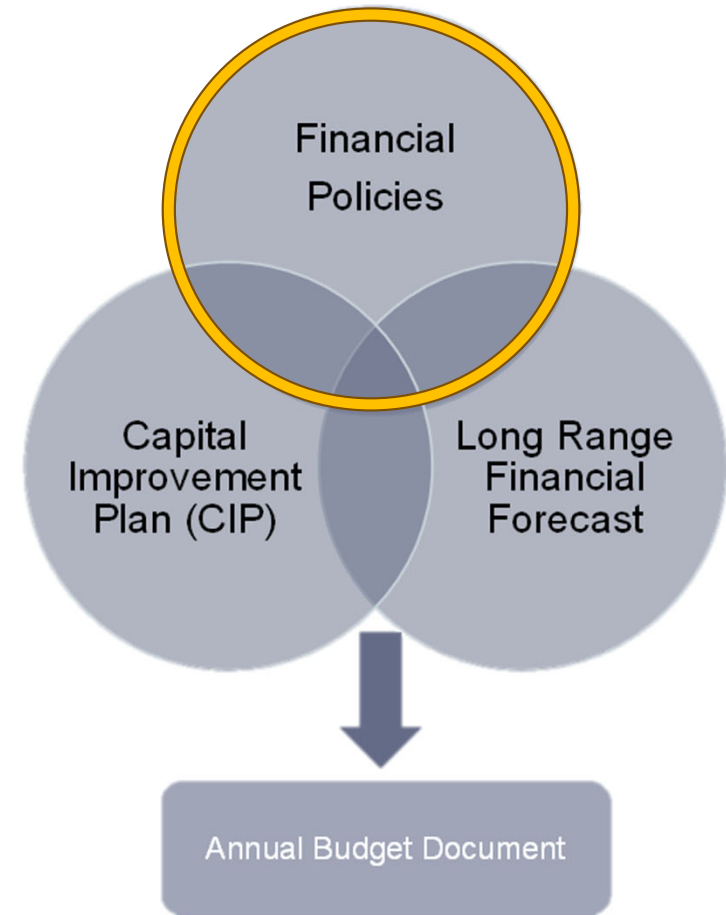 Financial
Policies
Capital
Improvement
Plan (CIP)
Long Range
Financial
Forecast
Annual Budget Document